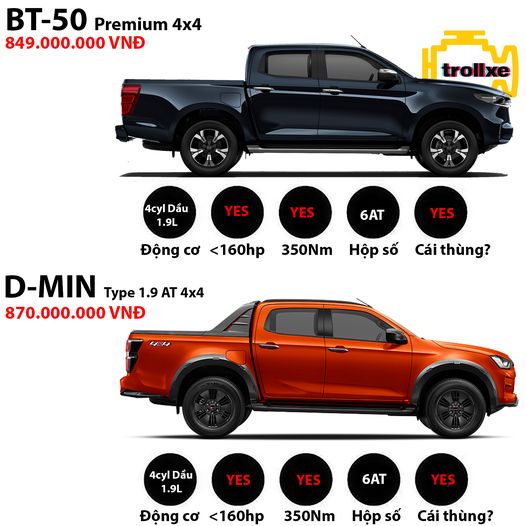 BT-50 Premium 4x4
849.000.000 VNĐ
trollxe
4cyl Dầu
1.9L
YES
YES
6AT
YES
Động cơ
<160hp
350Nm
Hộp số
Cái thùng?
D-MIN Type 1.9 AT 4x4
870.000.000 VNĐ
4x4
4cyl Dầu
1.9L
YES
YES
6AT
YES
Động cơ
<160hp
350Nm
Hộp số
Cái thùng?